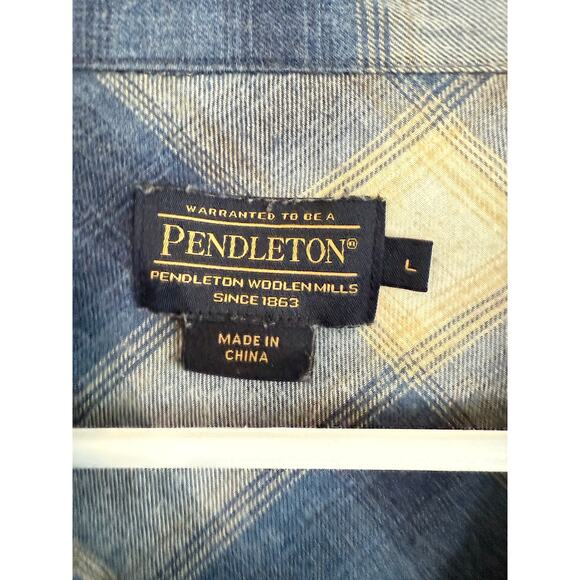 WARRANTED TO BE A
PENDLETON®
PENDLETON WOOLEN MILLS
SINCE 1863
L
MADE IN
CHINA